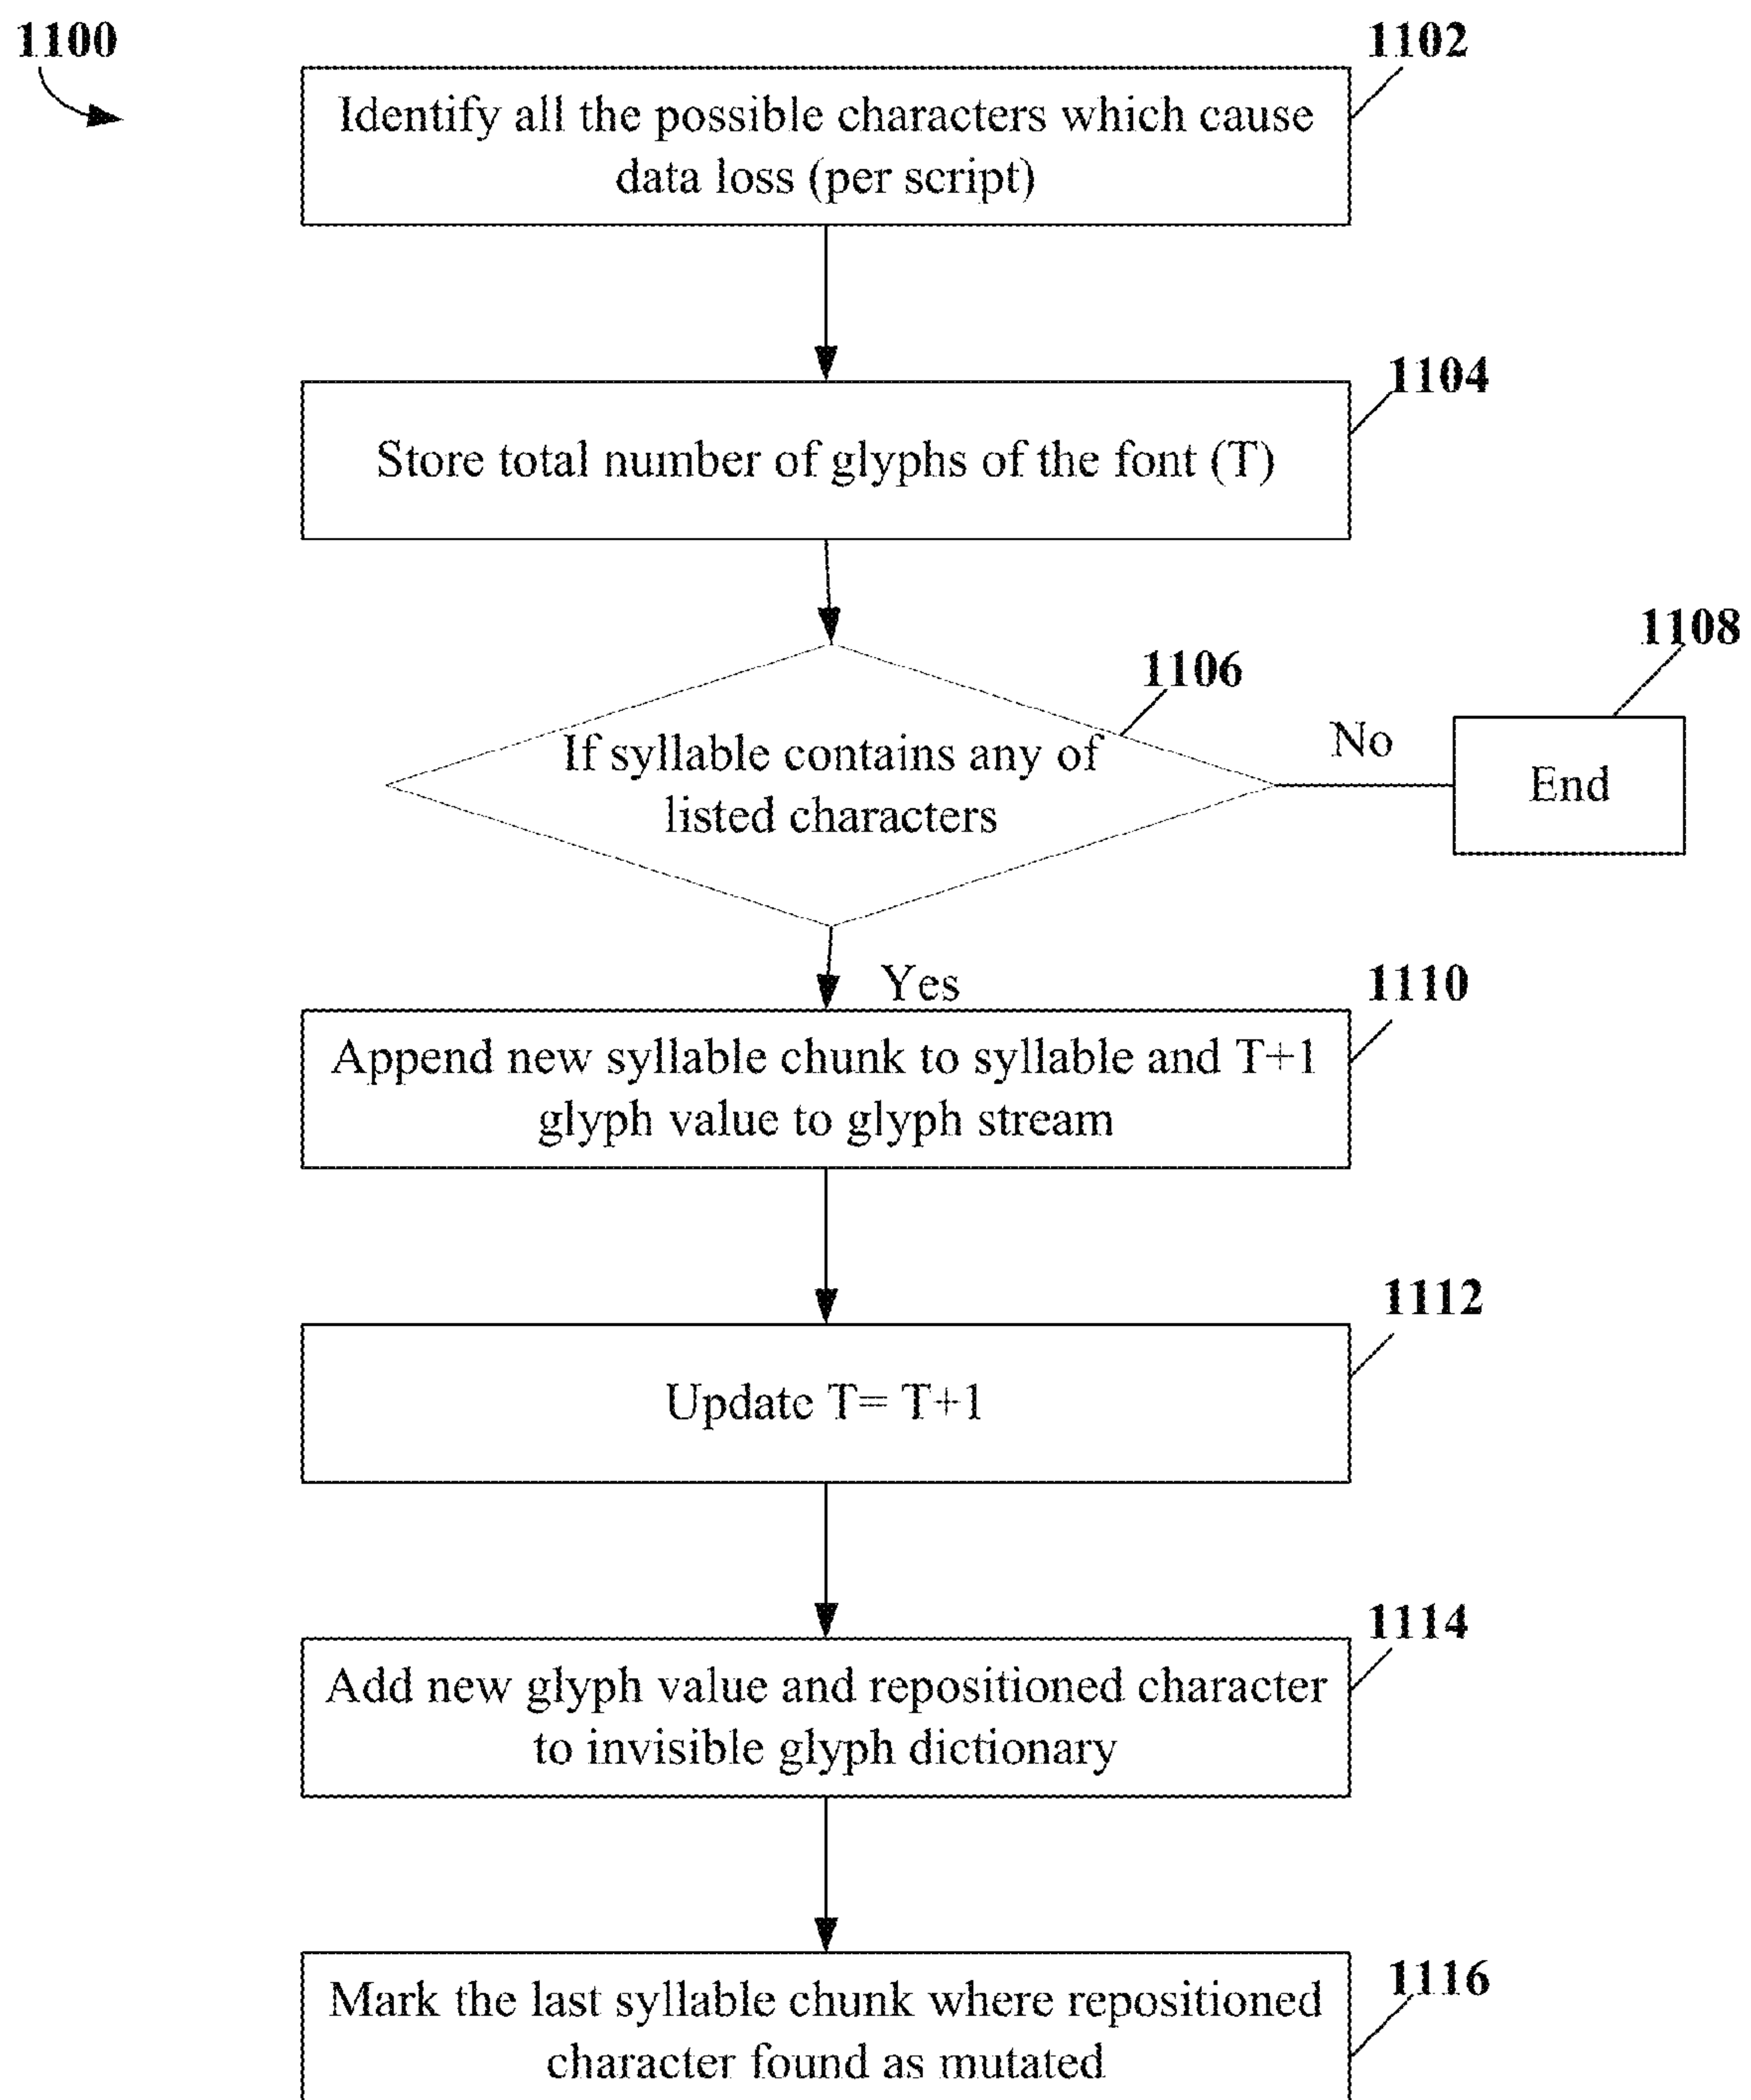 1100
1102
Identify all the possible characters which cause
data loss (per script)
1104
Store total number of glyphs of the font (T)
1106
If syllable contains any of
listed characters
No
1108
End
Yes
1110
Append new syllable chunk to syllable and T+1
glyph value to glyph stream
1112
Update T= T+1
1114
Add new glyph value and repositioned character
to invisible glyph dictionary
1116
Mark the last syllable chunk where repositioned
character found as mutated